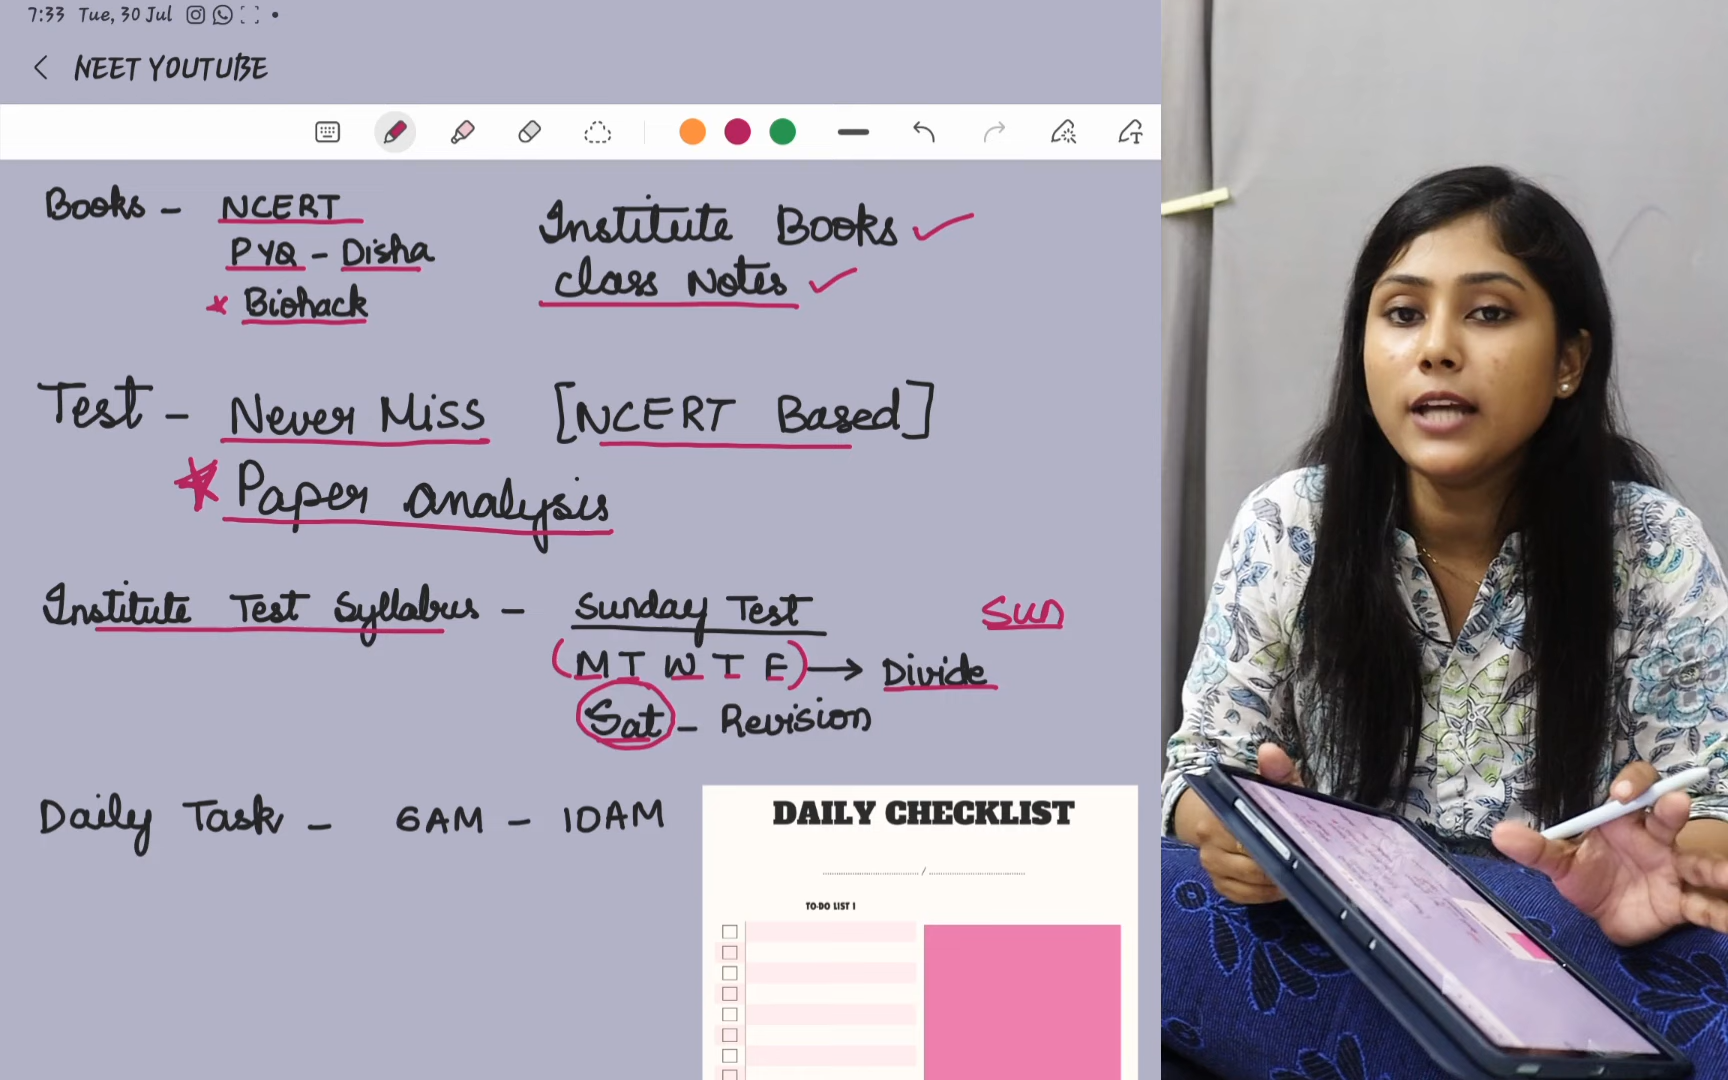 7:33 Tue, 30 Jul
NEET YOUTUBE
Books - NCERT
PYQ - Disha
* Biohack
Institute Books ✓
class Notes ✓
Test - Never Miss [NCERT Based]
* Paper analysis
Institute Test Syllabus - Sunday Test
Sun
(M T W T F) → Divide
Sat - Revision
Daily Task - 6AM - 10AM
DAILY CHECKLIST
/
TO-DO LIST 1